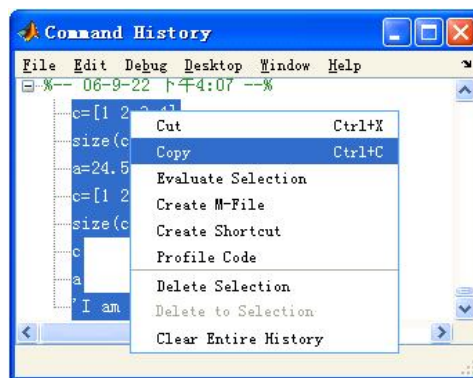 Command History
File Edit Debug Desktop Window Help
%-- 06-9-22 下午4:07 --%
c=[1 2 3 4]
size(c
a=24.5
c=[1 2
size(c
c
a
'I am
Cut Ctrl+X
Copy Ctrl+C
Evaluate Selection
Create M-File
Create Shortcut
Profile Code
Delete Selection
Delete to Selection
Clear Entire History